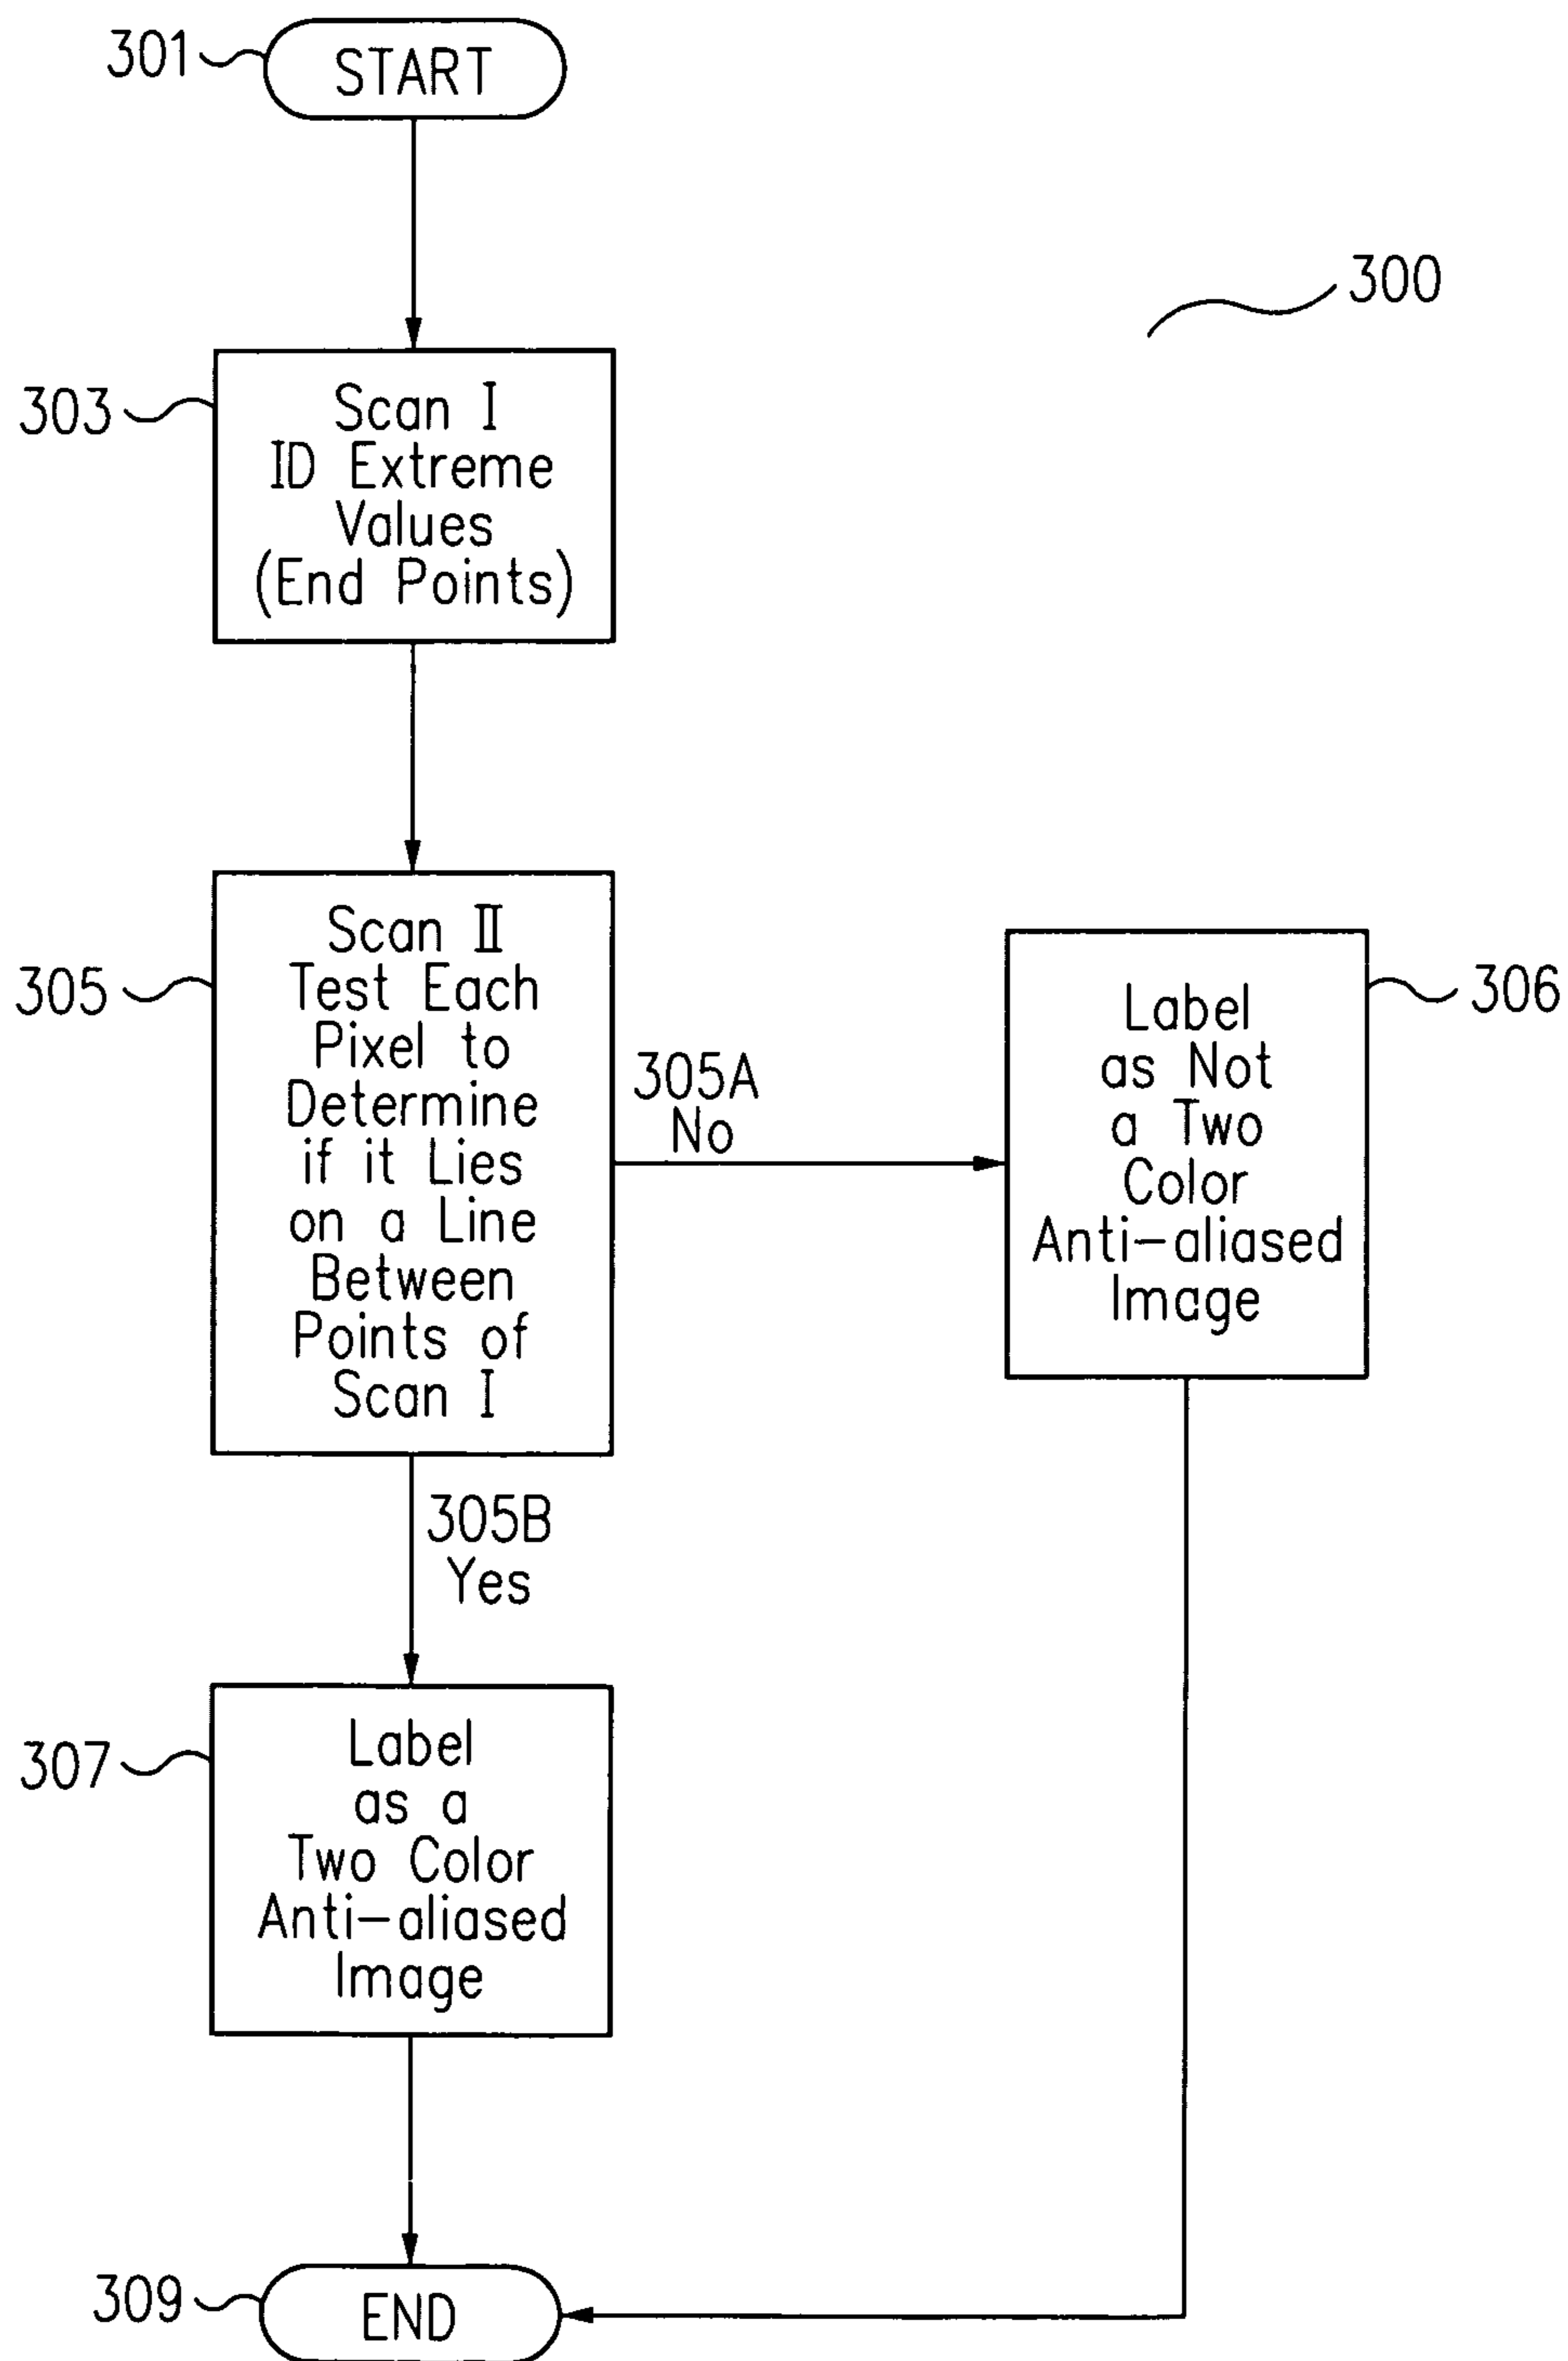 301
START
300
303
Scan I
ID Extreme
Values
(End Points)
305
Scan II
Test Each
Pixel to
Determine
if it Lies
on a Line
Between
Points of
Scan I
305A
No
306
Label
as Not
a Two
Color
Anti-aliased
Image
305B
Yes
307
Label
as a
Two Color
Anti-aliased
Image
309
END